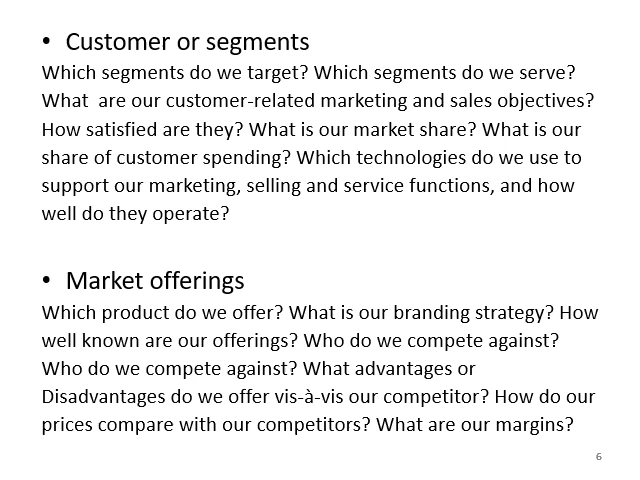 • Customer or segments
Which segments do we target? Which segments do we serve?
What  are our customer-related marketing and sales objectives?
How satisfied are they? What is our market share? What is our
share of customer spending? Which technologies do we use to
support our marketing, selling and service functions, and how
well do they operate?
• Market offerings
Which product do we offer? What is our branding strategy? How
well known are our offerings? Who do we compete against?
Who do we compete against? What advantages or
Disadvantages do we offer vis-à-vis our competitor? How do our
prices compare with our competitors? What are our margins?
6